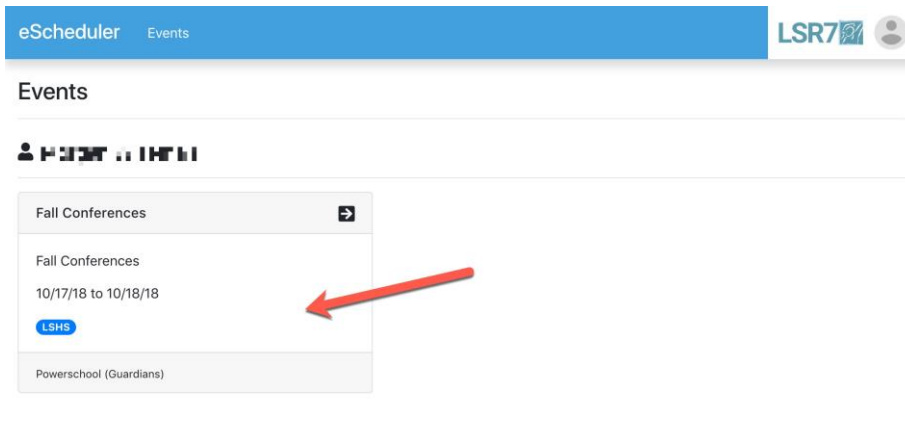 eScheduler Events LSR7
Events
Fall Conferences
Fall Conferences
10/17/18 to 10/18/18
LSHS
Powerschool (Guardians)